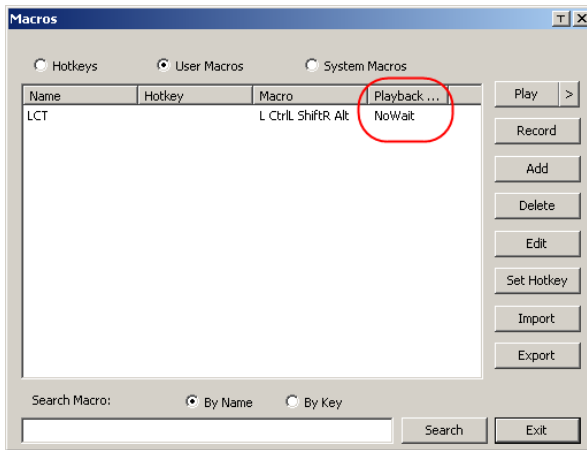 Macros T X
Hotkeys User Macros System Macros
Name Hotkey Macro Playback ... Play >
LCT L CtrlL ShiftR Alt NoWait
Record
Add
Delete
Edit
Set Hotkey
Import
Export
Search Macro: By Name By Key
Search Exit